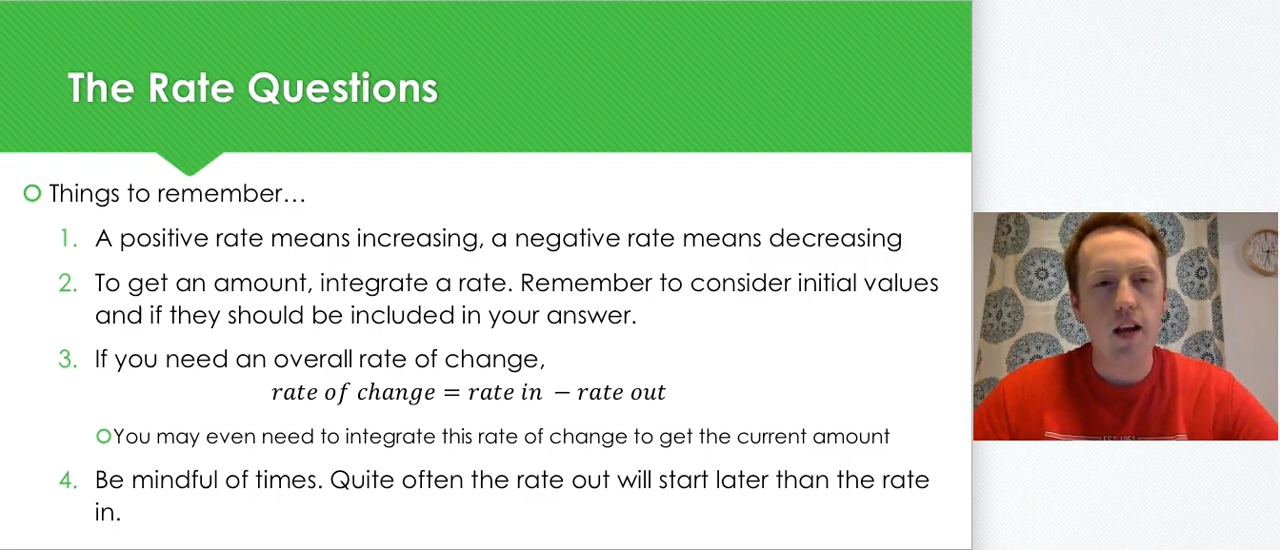 The Rate Questions
Things to remember…
1. A positive rate means increasing, a negative rate means decreasing
2. To get an amount, integrate a rate. Remember to consider initial values
and if they should be included in your answer.
3. If you need an overall rate of change,
rate of change = rate in − rate out
You may even need to integrate this rate of change to get the current amount
4. Be mindful of times. Quite often the rate out will start later than the rate
in.